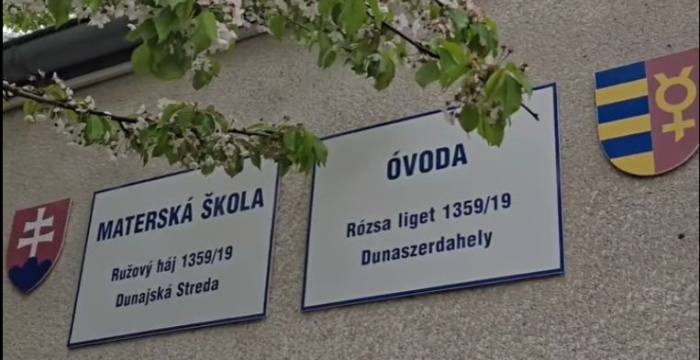 MATERSKÁ ŠKOLA
Ružový háj 1359/19
Dunajská Streda
ÓVODA
Rózsa liget 1359/19
Dunaszerdahely